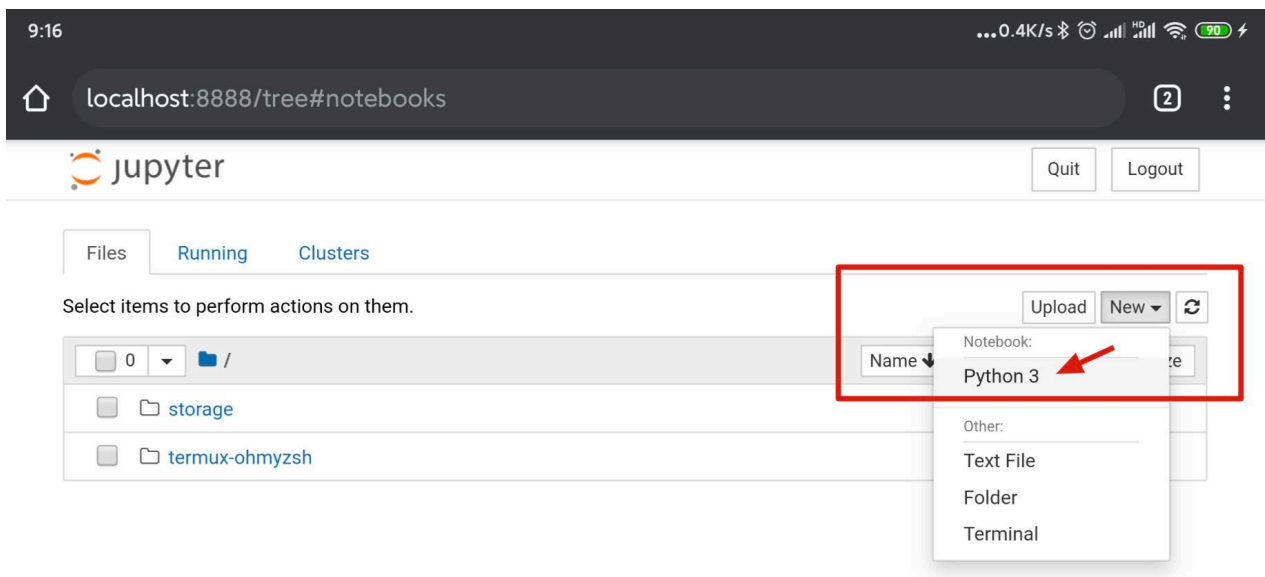 9:16 ...0.4K/s HD 90
localhost:8888/tree#notebooks 2
jupyter Quit Logout
Files Running Clusters
Select items to perform actions on them. Upload New
Notebook:
0 / Name ze
Python 3
storage
Other:
termux-ohmyzsh
Text File
Folder
Terminal